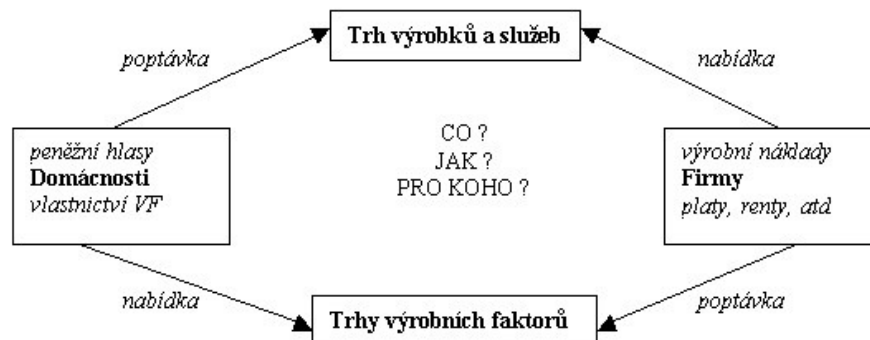 Trh výrobků a služeb
poptávka
nabídka
peněžní hlasy
Domácnosti
vlastnictví VF
CO ?
JAK ?
PRO KOHO ?
výrobní náklady
Firmy
platy, renty, atd
nabídka
poptávka
Trhy výrobních faktorů